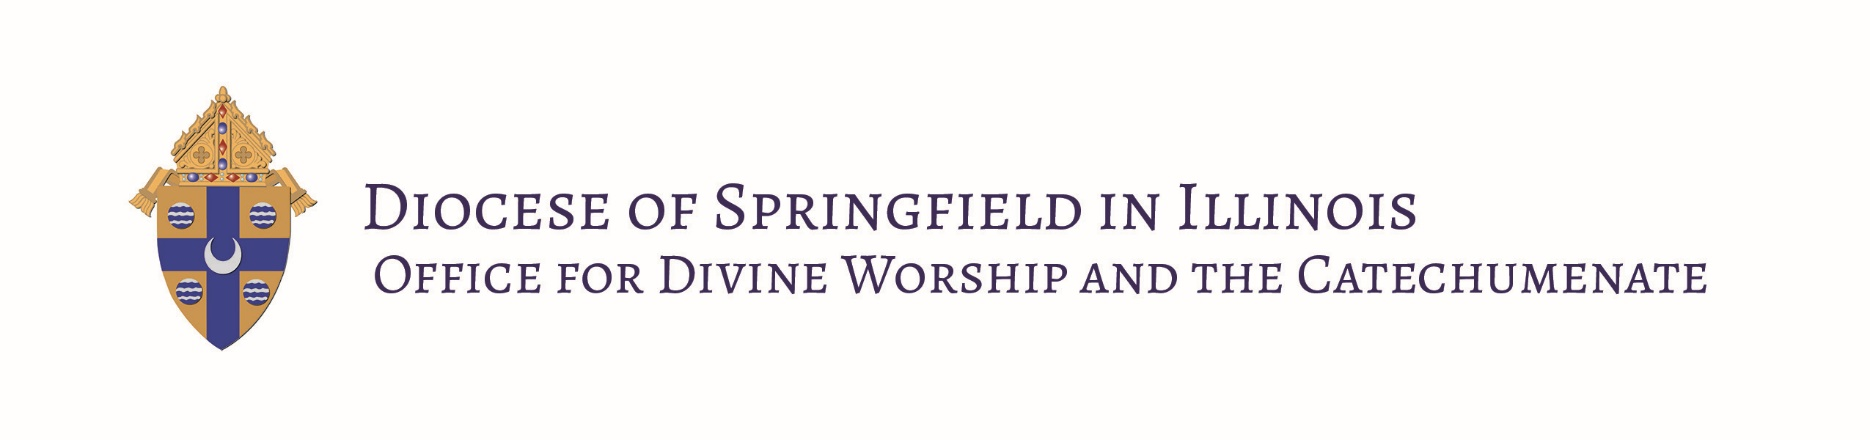 Diocese of Springfield in Illinois
Office for Divine Worship and the Catechumenate